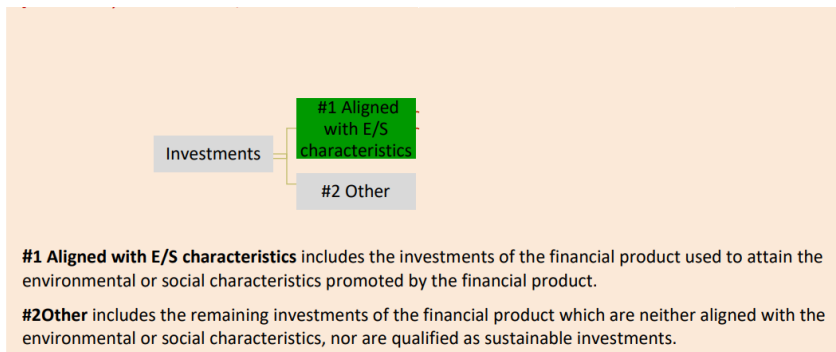 #1 Aligned
with E/S
characteristics
Investments
#2 Other
#1 Aligned with E/S characteristics includes the investments of the financial product used to attain the
environmental or social characteristics promoted by the financial product.
#2Other includes the remaining investments of the financial product which are neither aligned with the
environmental or social characteristics, nor are qualified as sustainable investments.